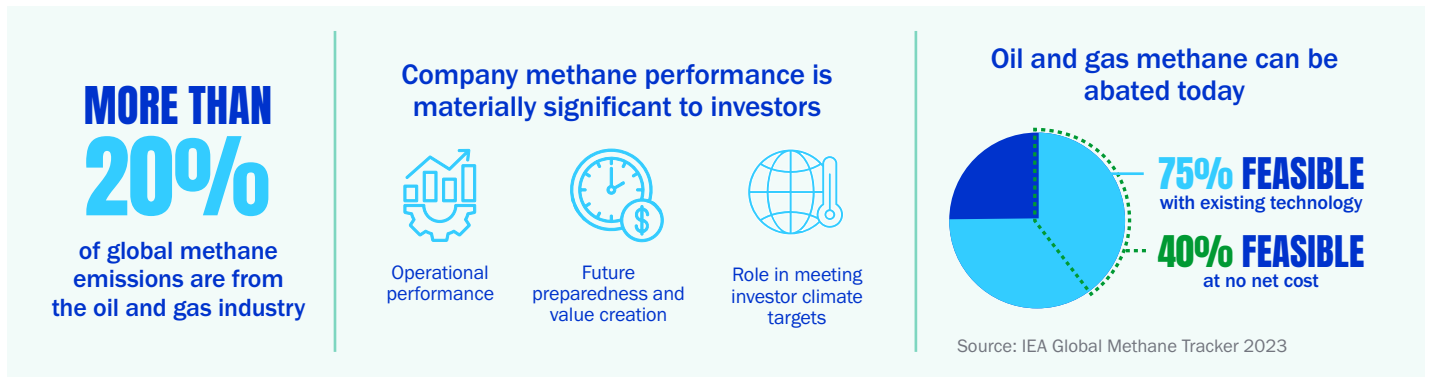 MORE THAN
20%
of global methane
emissions are from
the oil and gas industry
Company methane performance is
materially significant to investors
Operational
performance
Future
preparedness and
value creation
Role in meeting
investor climate
targets
Oil and gas methane can be
abated today
75% FEASIBLE
with existing technology
40% FEASIBLE
at no net cost
Source: IEA Global Methane Tracker 2023